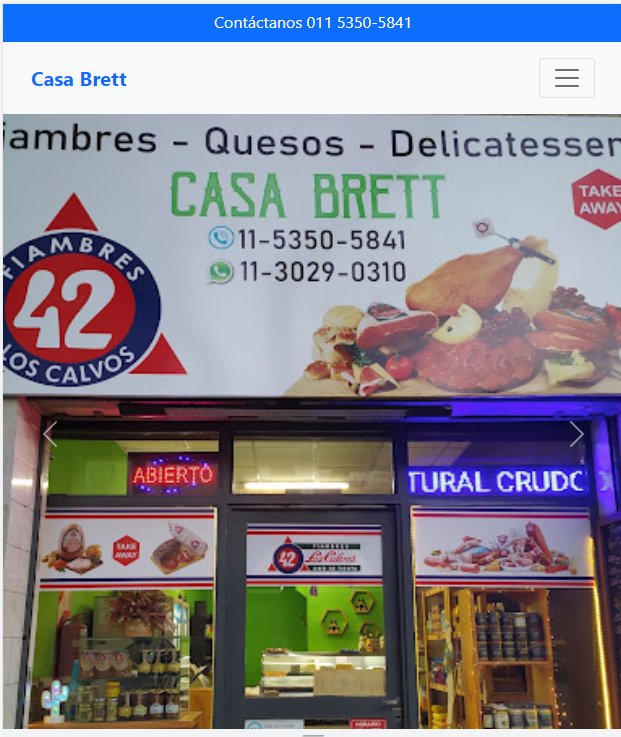 Contáctanos 011 5350-5841
Casa Brett
iambres - Quesos - Delicatessen
CASA BRETT
TAKE
AWAY
11-5350-5841
11-3029-0310
FIAMBRES
42
LOS CALVOS
ABIERTO
TURAL CRUDO
TAKE
AWAY
FIAMBRES
42
Los Calvos